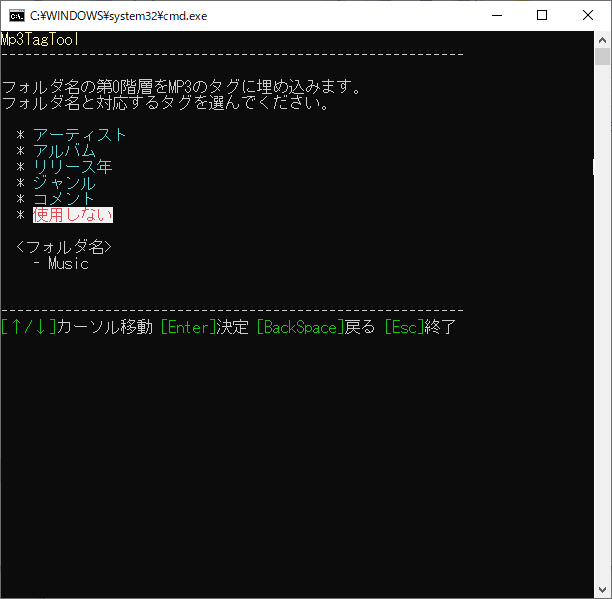 C:¥WINDOWS¥system32¥cmd.exe
Mp3TagTool
----------------------------------------------------------
フォルダ名の第0階層をMP3のタグに埋め込みます。
フォルダ名と対応するタグを選んでください。
* アーティスト
* アルバム
* リリース年
* ジャンル
* コメント
* 使用しない
<フォルダ名>
- Music
----------------------------------------------------------
[↑/↓]カーソル移動 [Enter]決定 [BackSpace]戻る [Esc]終了